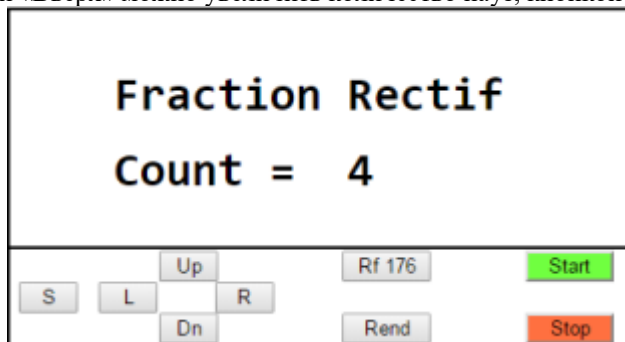 Fraction Rectif
Count = 4
Up Rf 176 Start
S L R
Dn Rend Stop